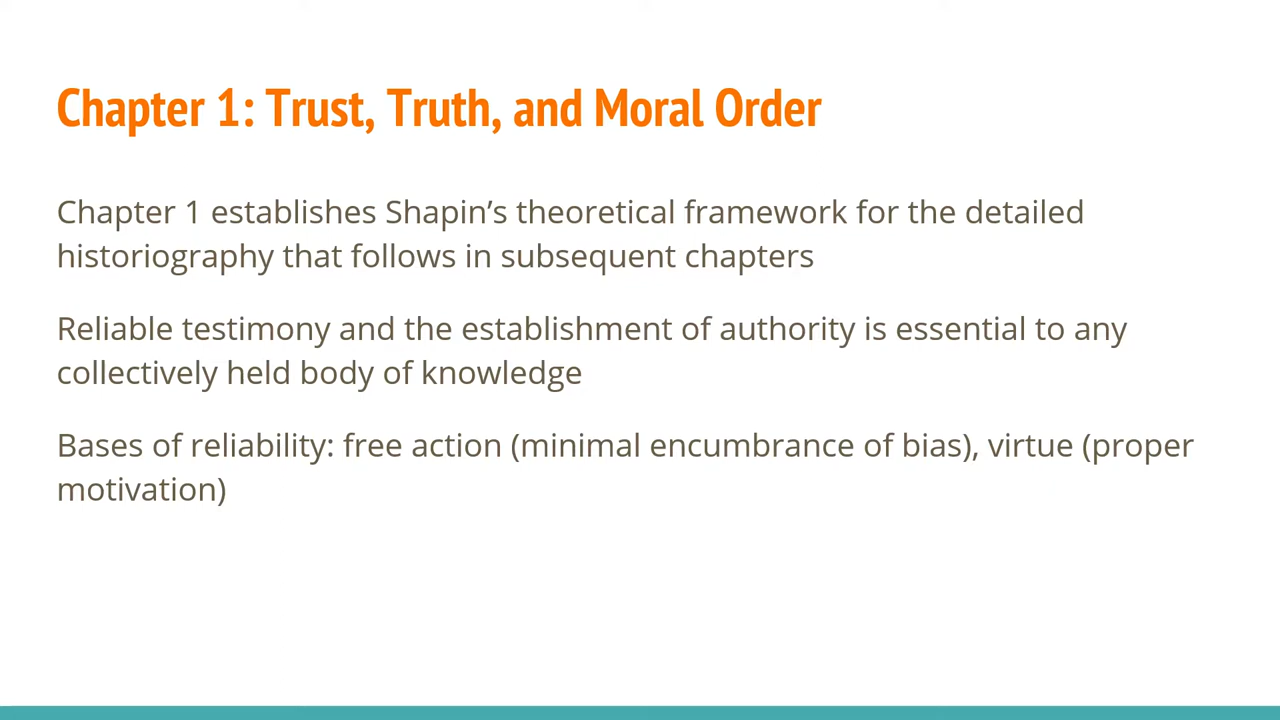 Chapter 1: Trust, Truth, and Moral Order
Chapter 1 establishes Shapin’s theoretical framework for the detailed
historiography that follows in subsequent chapters
Reliable testimony and the establishment of authority is essential to any
collectively held body of knowledge
Bases of reliability: free action (minimal encumbrance of bias), virtue (proper
motivation)